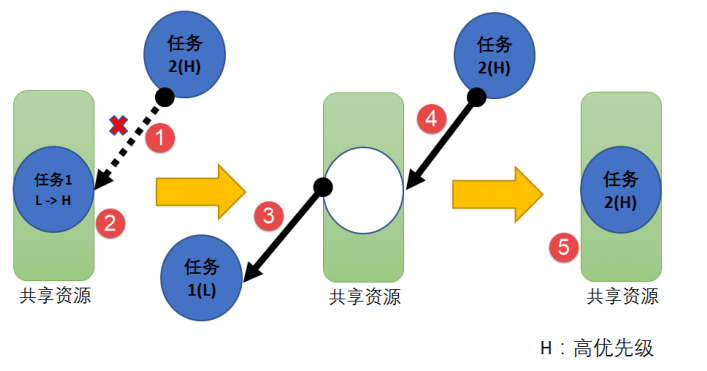 任务
2(H)
1
任务1
L -> H
2
共享资源
3
任务
1(L)
任务
2(H)
4
共享资源
任务
2(H)
5
共享资源
H：高优先级